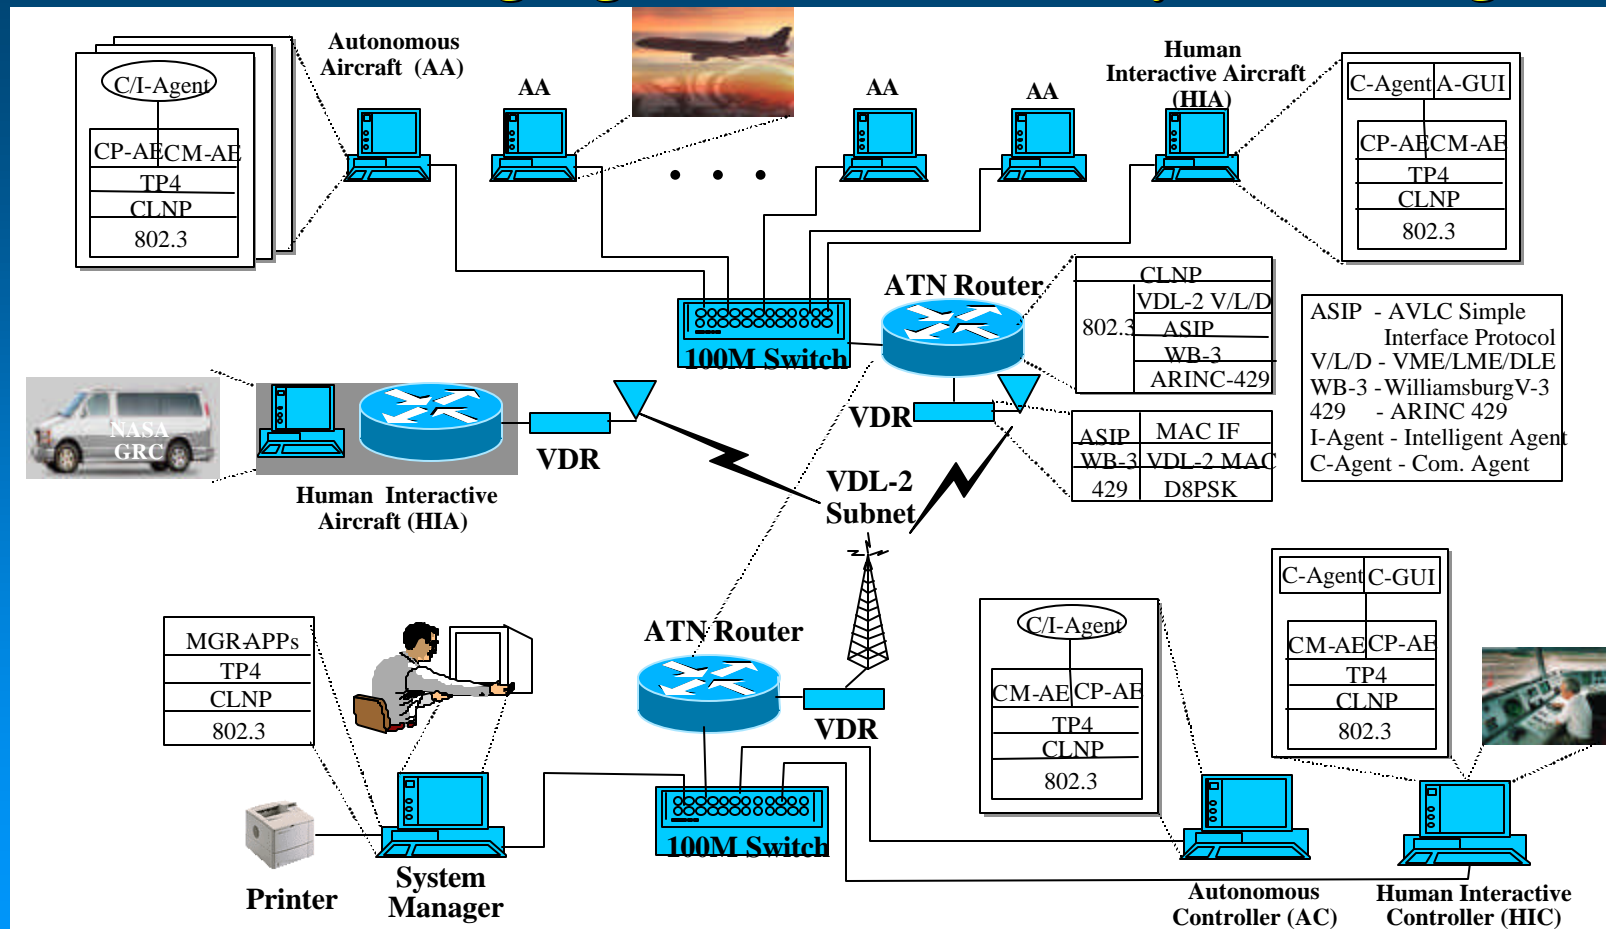 Autonomous
Aircraft (AA)
AA
AA
AA
Human
Interactive Aircraft
(HIA)
C/I-Agent
CP-AE CM-AE
TP4
CLNP
802.3
C-Agent A-GUI
CP-AE CM-AE
TP4
CLNP
802.3
• • •
100M Switch
ATN Router
CLNP
802.3
VDL-2 V/L/D
ASIP
WB-3
ARINC-429
ASIP - AVLC Simple
Interface Protocol
V/L/D - VME/LME/DLE
WB-3 - WilliamsburgV-3
429 - ARINC 429
I-Agent - Intelligent Agent
C-Agent - Com. Agent
NASA
GRC
Human Interactive
Aircraft (HIA)
VDR
VDR
ASIP MAC IF
WB-3 VDL-2 MAC
429 D8PSK
VDL-2
Subnet
MGR-APPs
TP4
CLNP
802.3
ATN Router
VDR
C/I-Agent
CM-AE CP-AE
TP4
CLNP
802.3
C-Agent C-GUI
CM-AE CP-AE
TP4
CLNP
802.3
100M Switch
Printer
System
Manager
Autonomous
Controller (AC)
Human Interactive
Controller (HIC)